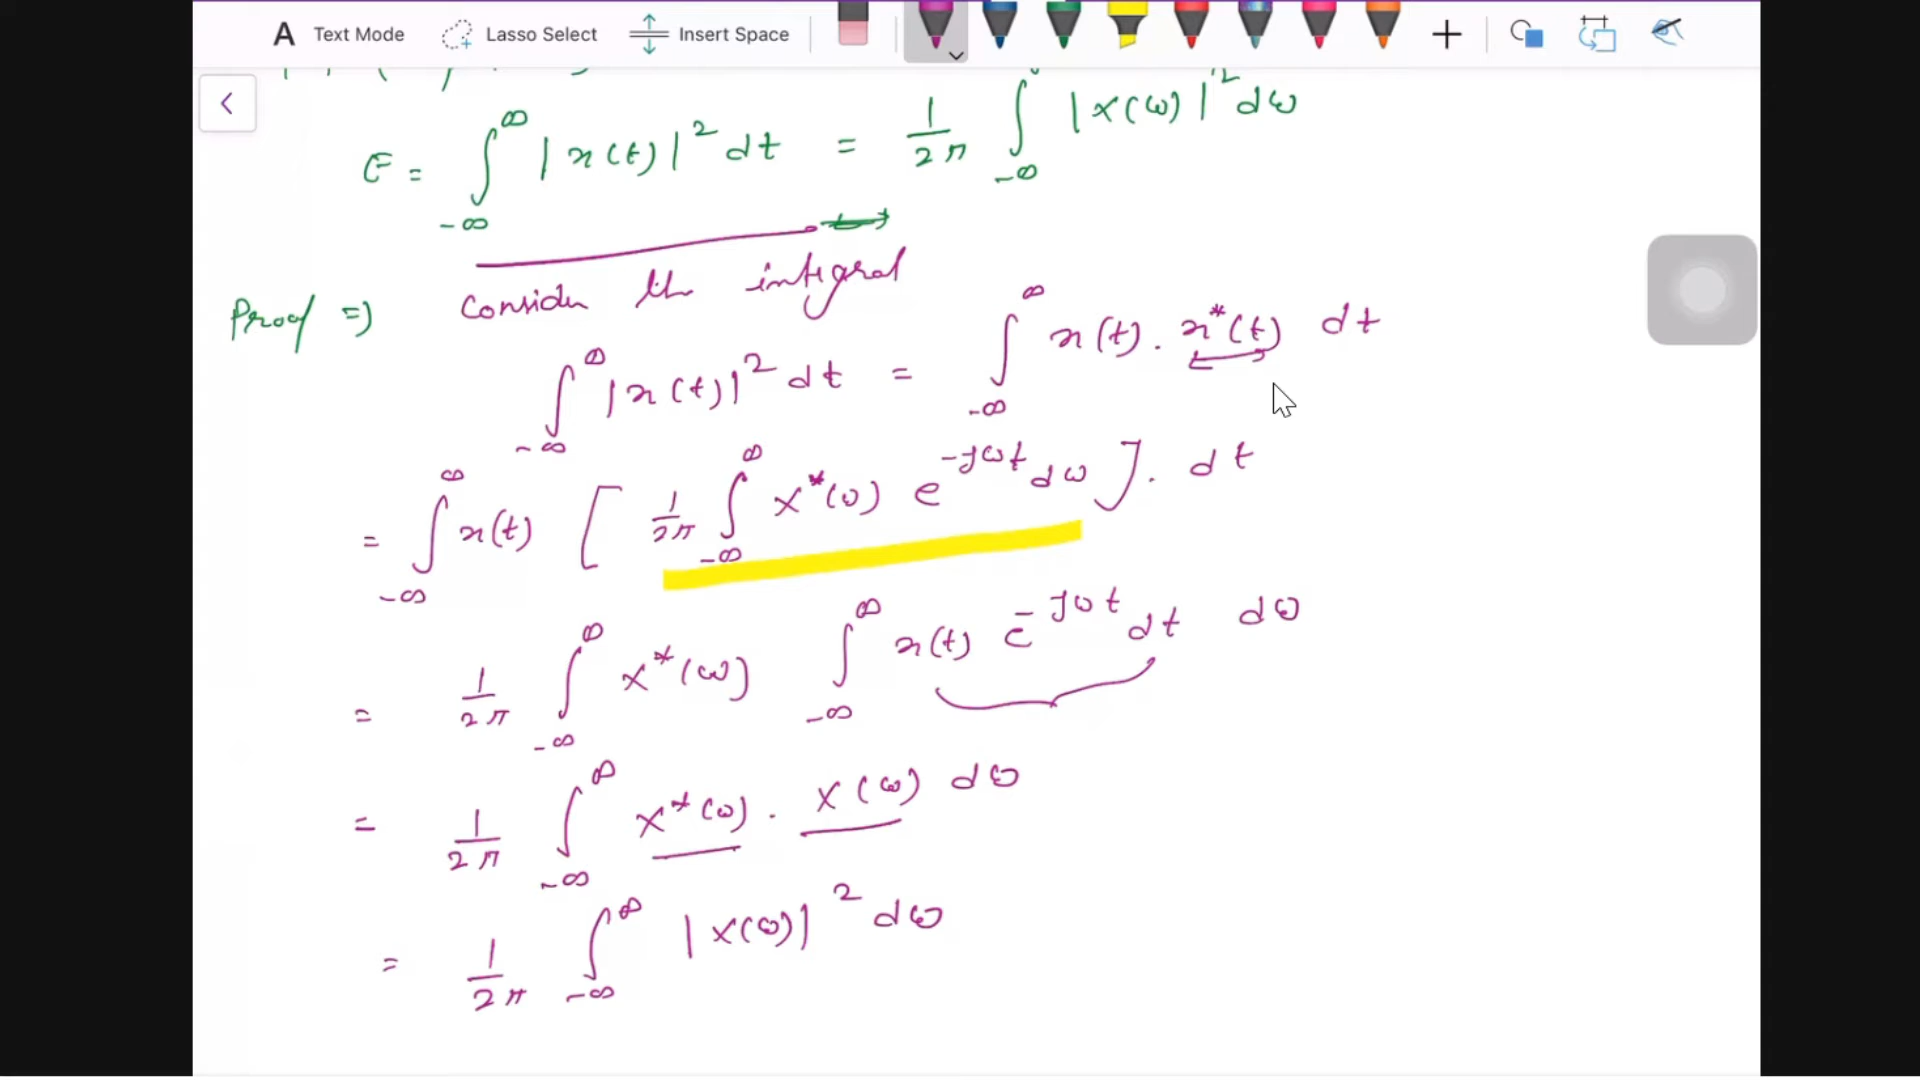 A Text Mode Lasso Select Insert Space
E = ∫_{-∞}^{∞} |x(t)|² dt = 1/2π ∫_{-∞} |X(ω)|² dω
Proof ⇒) Consider the integral
∫_{-∞}^{∞} |x(t)|² dt = ∫_{-∞}^{∞} x(t) . x*(t) dt
= ∫_{-∞}^{∞} x(t) [ 1/2π ∫_{-∞}^{∞} X*(ω) e^{-jωt} dω ] . dt
= 1/2π ∫_{-∞}^{∞} X*(ω) ∫_{-∞}^{∞} x(t) e^{-jωt} dt dω
= 1/2π ∫_{-∞}^{∞} X*(ω) . X(ω) dω
= 1/2π ∫_{-∞}^{∞} |X(ω)|² dω